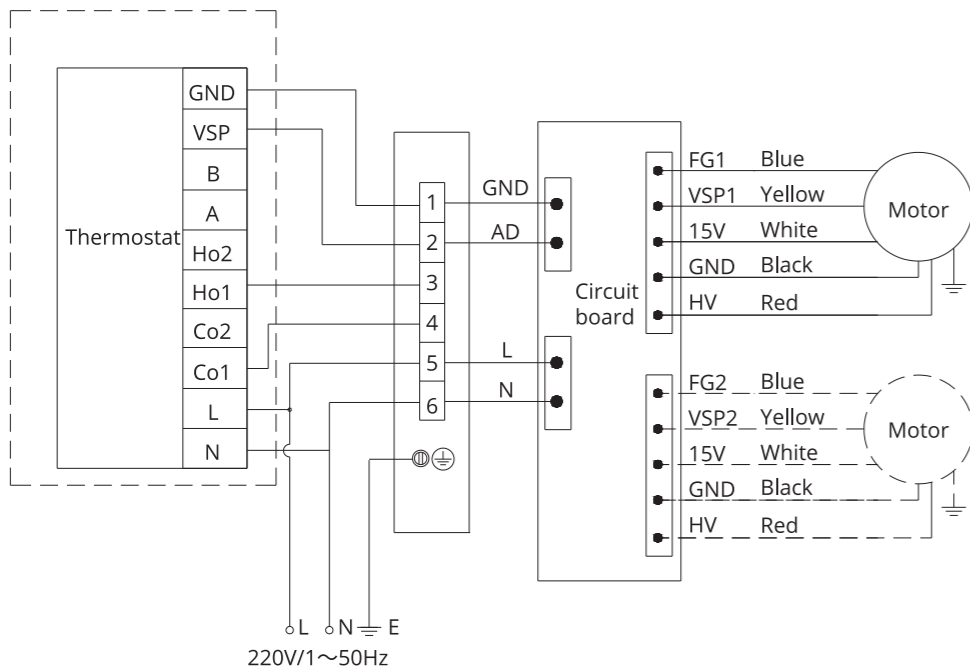 Thermostat
GND
VSP
B
A
Ho2
Ho1
Co2
Co1
L
N
1
2
3
4
5
6
GND
AD
L
N
Circuit
board
FG1 Blue
VSP1 Yellow
15V White
GND Black
HV Red
Motor
FG2 Blue
VSP2 Yellow
15V White
GND Black
HV Red
Motor
L N E
220V/1~50Hz